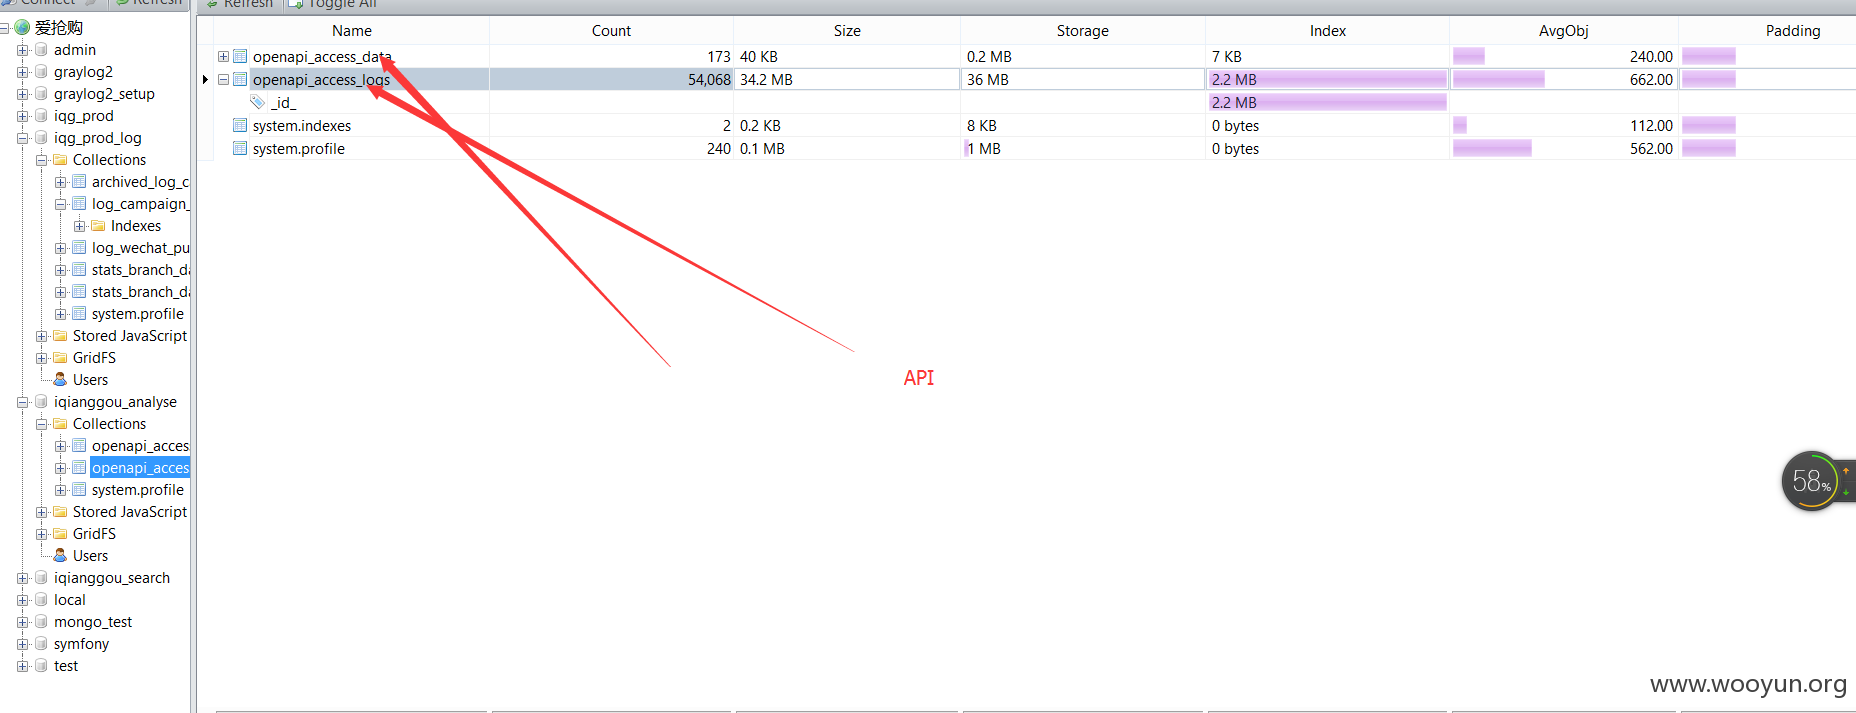 Connect Refresh
Refresh Toggle All
爱抢购
admin
graylog2
graylog2_setup
iqg_prod
iqg_prod_log
Collections
archived_log_c
log_campaign_
Indexes
log_wechat_pu
stats_branch_da
stats_branch_da
system.profile
Stored JavaScript
GridFS
Users
iqianggou_analyse
Collections
openapi_acces
openapi_acces
system.profile
Stored JavaScript
GridFS
Users
iqianggou_search
local
mongo_test
symfony
test
Name Count Size Storage Index AvgObj Padding
openapi_access_data 173 40 KB 0.2 MB 7 KB 240.00
openapi_access_logs 54,068 34.2 MB 36 MB 2.2 MB 662.00
_id_ 2.2 MB
system.indexes 2 0.2 KB 8 KB 0 bytes 112.00
system.profile 240 0.1 MB 1 MB 0 bytes 562.00
API
58%
www.wooyun.org